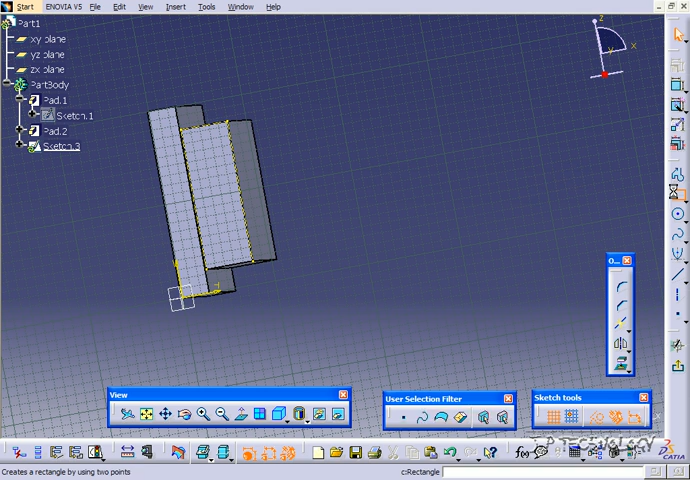 Start ENOVIA V5 File Edit View Insert Tools Window Help
Part1
xy plane
yz plane
zx plane
PartBody
Pad.1
Sketch.1
Pad.2
Sketch.3
z
x
y
O...
View
User Selection Filter
Sketch tools
TP TECHNOLOGY
CATIA
Creates a rectangle by using two points
c:Rectangle